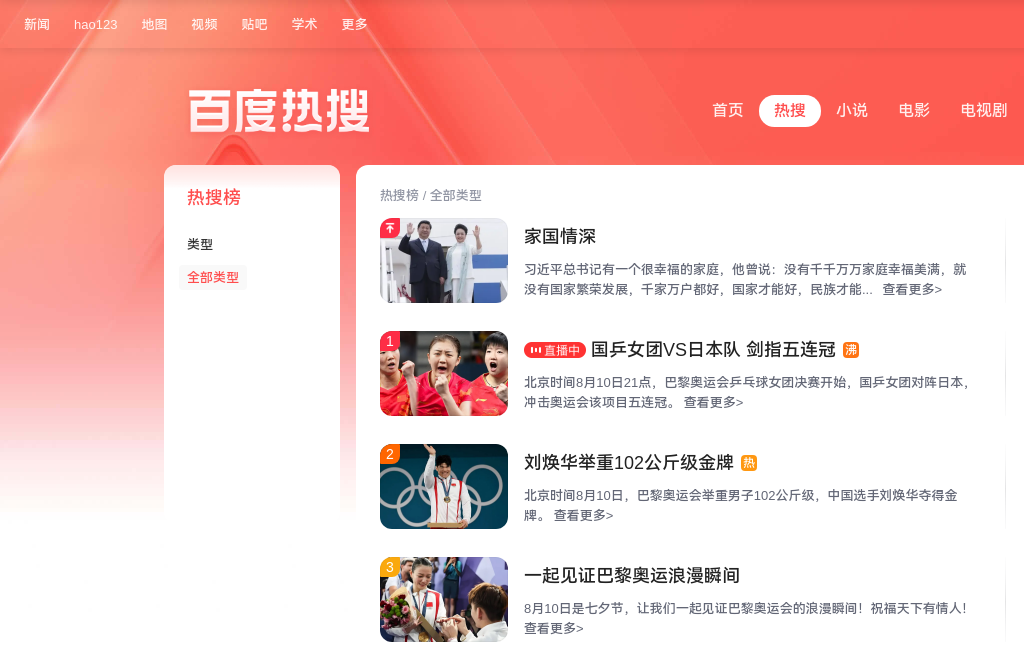 新闻 hao123 地图 视频 贴吧 学术 更多
百度热搜
首页 热搜 小说 电影 电视剧
热搜榜
类型
全部类型
热搜榜 / 全部类型
家国情深
习近平总书记有一个很幸福的家庭，他曾说：没有千千万万家庭幸福美满，就
没有国家繁荣发展，千家万户都好，国家才能好，民族才能... 查看更多>
1
直播中 国乒女团VS日本队 剑指五连冠 沸
北京时间8月10日21点，巴黎奥运会乒乓球女团决赛开始，国乒女团对阵日本，
冲击奥运会该项目五连冠。 查看更多>
2
刘焕华举重102公斤级金牌 热
北京时间8月10日，巴黎奥运会举重男子102公斤级，中国选手刘焕华夺得金
牌。 查看更多>
3
一起见证巴黎奥运浪漫瞬间
8月10日是七夕节，让我们一起见证巴黎奥运会的浪漫瞬间！祝福天下有情人！
查看更多>